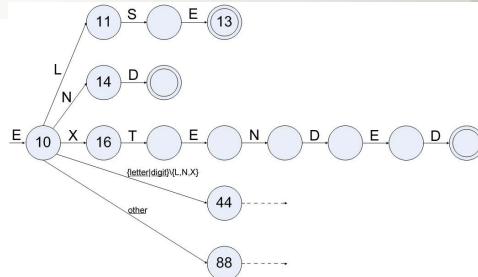 11 S E 13
L
14 D
N
E 10 X 16 T E N D E D
{letter|digit}\{L,N,X}
44
other
88